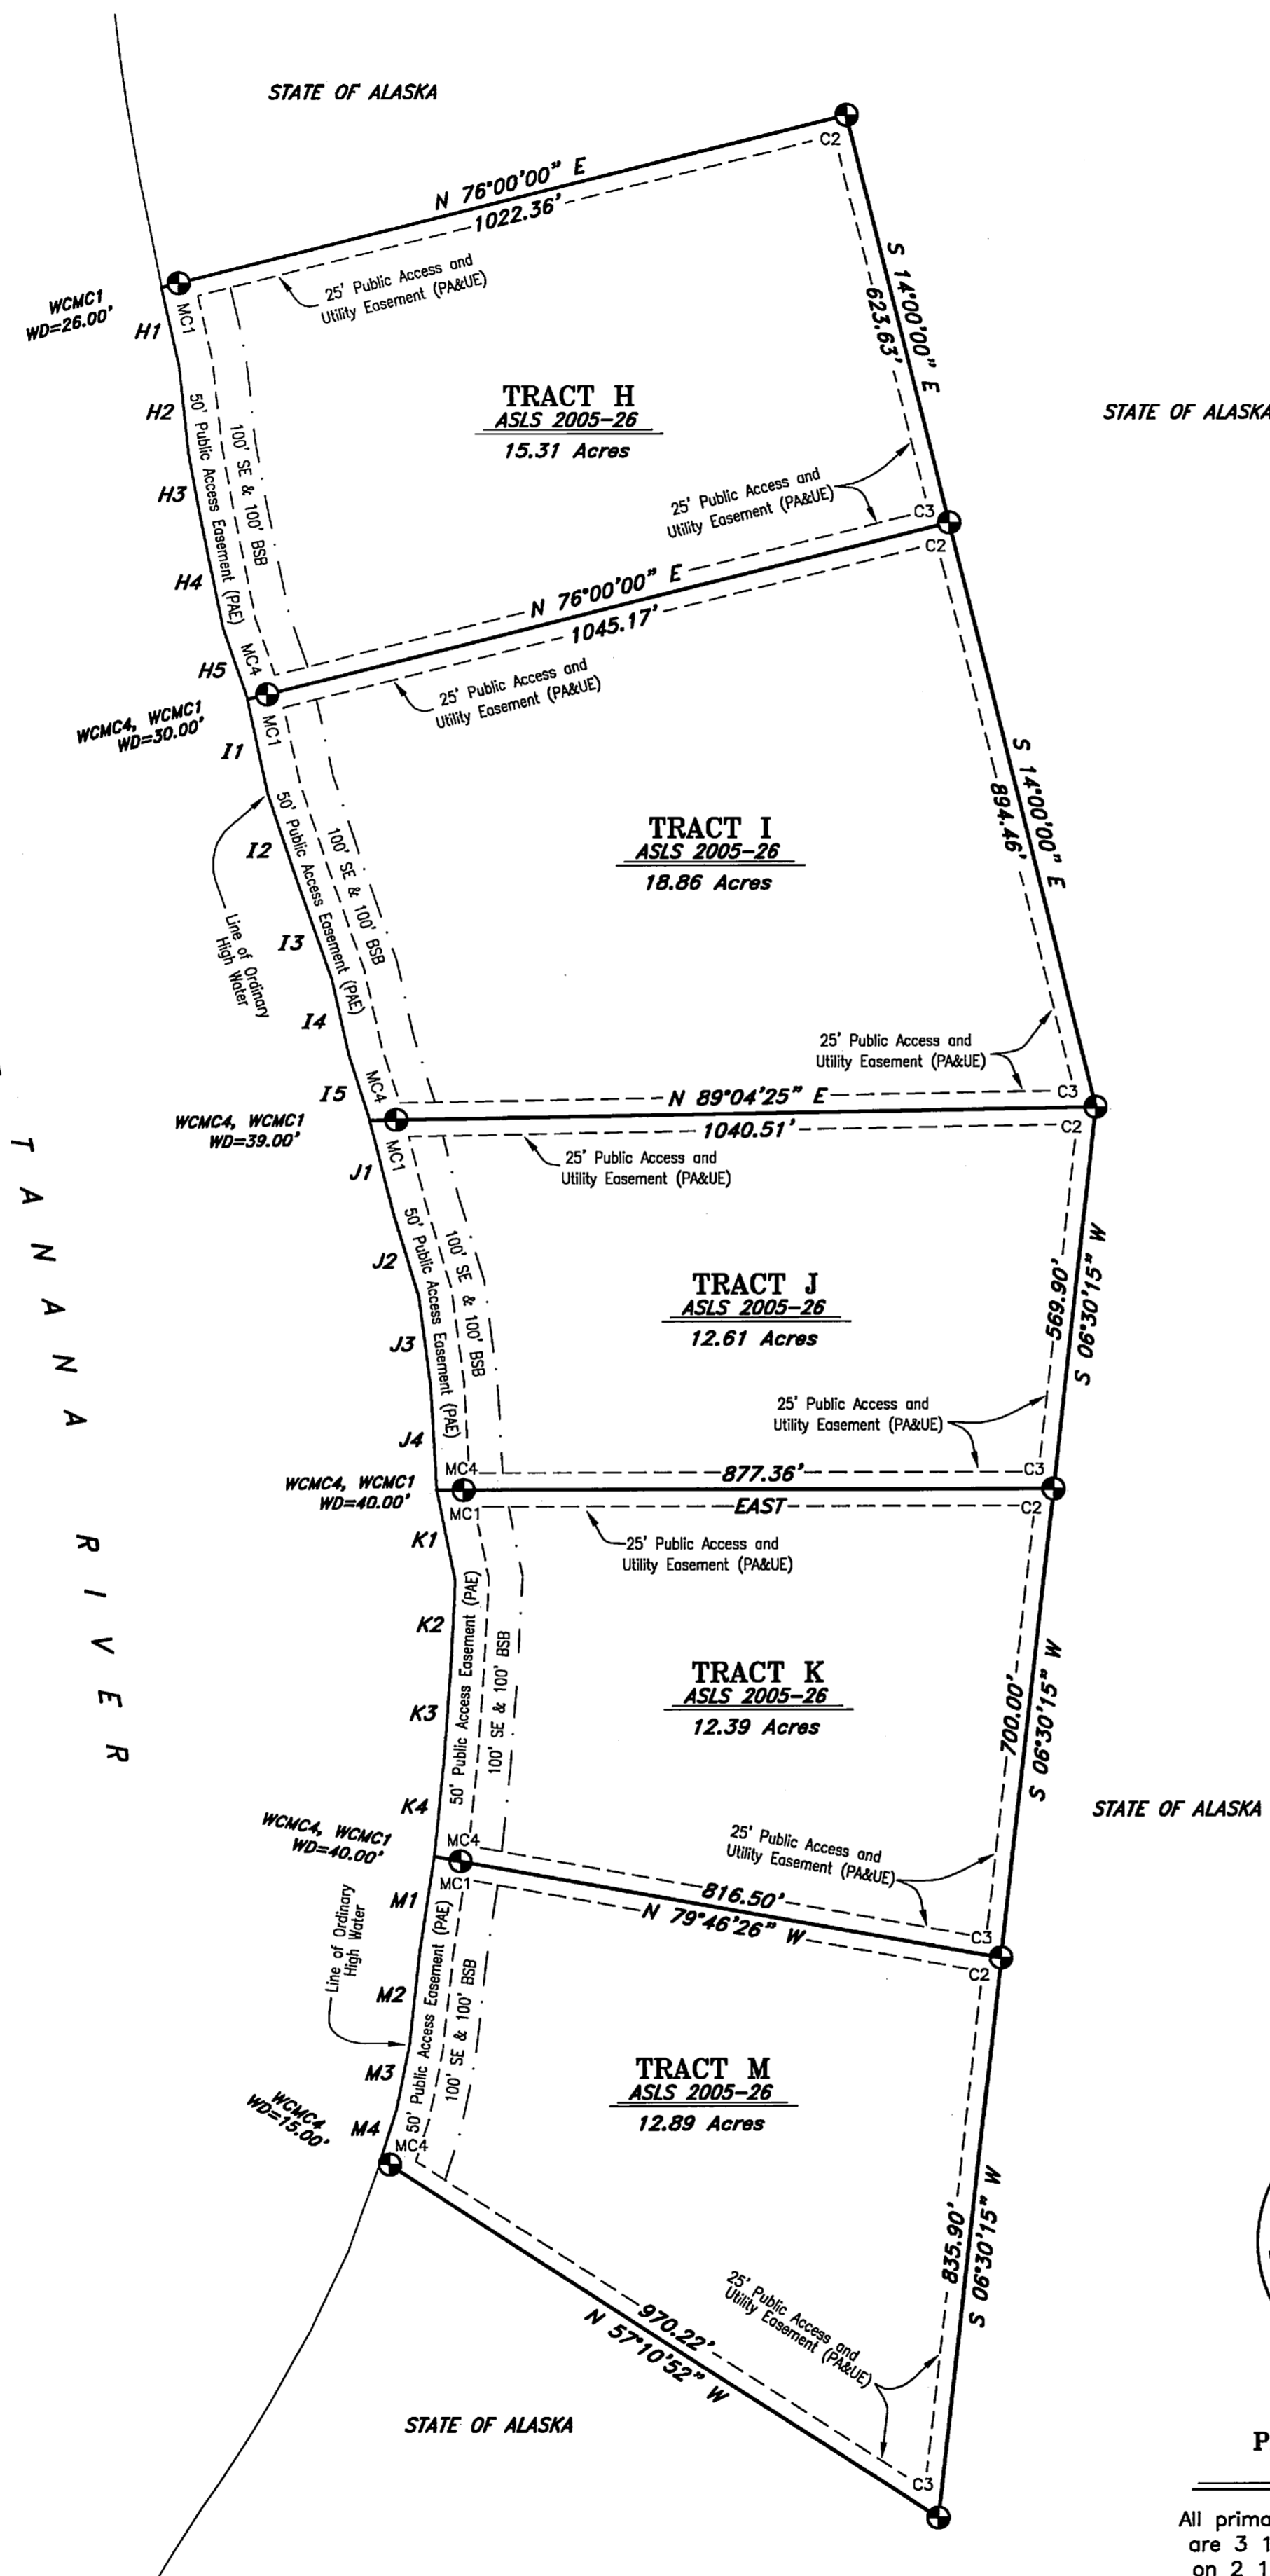 STATE OF ALASKA
C2
N 76°00'00" E
1022.36'
25' Public Access and
Utility Easement (PA&UE)
WCMC1
WD=26.00'
MC1
H1
H2
H3
H4
H5
50' Public Access Easement (PAE)
100' SE & 100' BSB
S 14°00'00" E
623.63'
TRACT H
ASLS 2005-26
15.31 Acres
STATE OF ALASKA
25' Public Access and
Utility Easement (PA&UE)
C3
C2
N 76°00'00" E
1045.17'
MC4
MC1
25' Public Access and
Utility Easement (PA&UE)
WCMC4, WCMC1
WD=30.00'
I1
I2
I3
I4
I5
50' Public Access Easement (PAE)
100' SE & 100' BSB
Line of Ordinary
High Water
S 14°00'00" E
894.46'
TRACT I
ASLS 2005-26
18.86 Acres
25' Public Access and
Utility Easement (PA&UE)
C3
C2
MC4
MC1
N 89°04'25" E
1040.51'
WCMC4, WCMC1
WD=39.00'
25' Public Access and
Utility Easement (PA&UE)
J1
J2
J3
J4
50' Public Access Easement (PAE)
100' SE & 100' BSB
TRACT J
ASLS 2005-26
12.61 Acres
569.90'
S 06°30'15" W
25' Public Access and
Utility Easement (PA&UE)
MC4
C3
877.36'
EAST
MC1
C2
WCMC4, WCMC1
WD=40.00'
25' Public Access and
Utility Easement (PA&UE)
TANANA RIVER
K1
K2
K3
K4
50' Public Access Easement (PAE)
100' SE & 100' BSB
TRACT K
ASLS 2005-26
12.39 Acres
700.00'
S 06°30'15" W
STATE OF ALASKA
WCMC4, WCMC1
WD=40.00'
MC4
MC1
25' Public Access and
Utility Easement (PA&UE)
816.50'
N 79°46'26" W
C3
C2
M1
M2
M3
M4
Line of Ordinary
High Water
50' Public Access Easement (PAE)
100' SE & 100' BSB
TRACT M
ASLS 2005-26
12.89 Acres
WCMC4
WD=15.00'
MC4
835.90'
S 06°30'15" W
25' Public Access and
Utility Easement (PA&UE)
970.22'
N 57°10'52" W
STATE OF ALASKA
C3
P
All prima
are 3 1
on 2 1